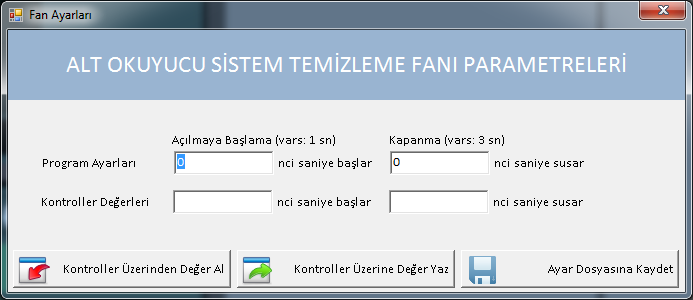 Fan Ayarları
ALT OKUYUCU SİSTEM TEMİZLEME FANI PARAMETRELERİ
Açılmaya Başlama (vars: 1 sn) Kapanma (vars: 3 sn)
Program Ayarları 0 nci saniye başlar 0 nci saniye susar
Kontroller Değerleri nci saniye başlar nci saniye susar
Kontroller Üzerinden Değer Al Kontroller Üzerine Değer Yaz Ayar Dosyasına Kaydet